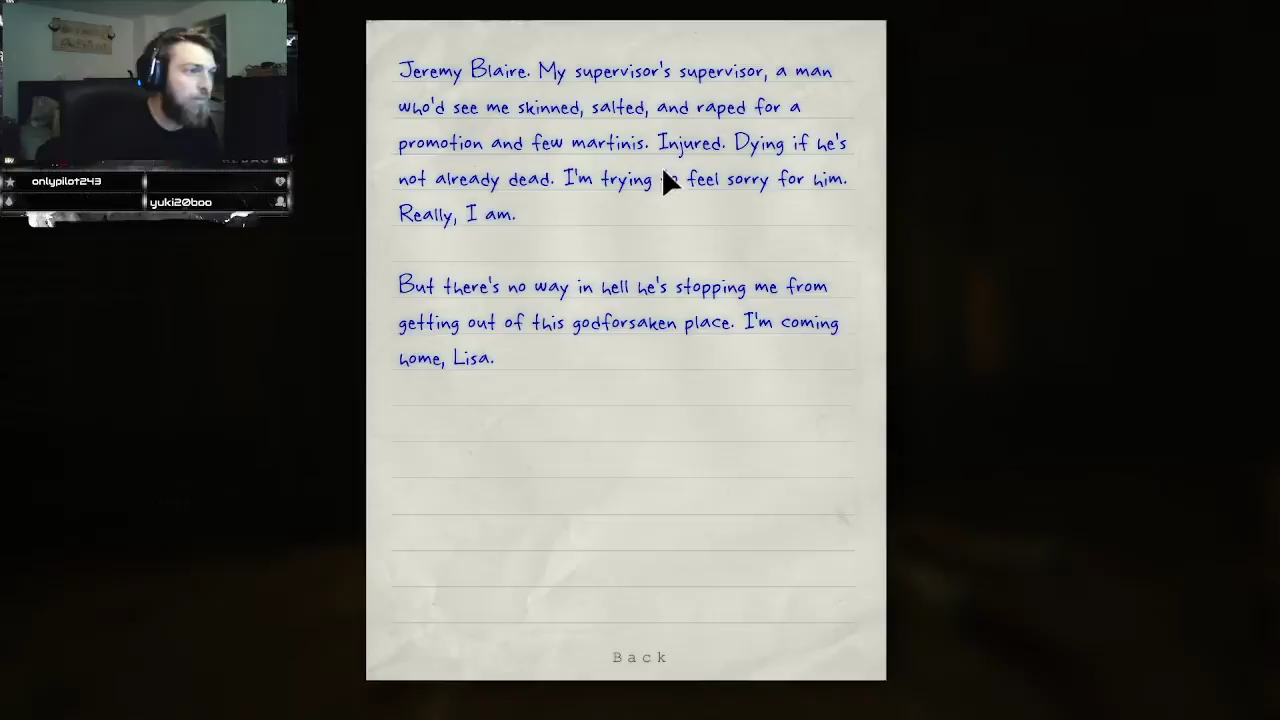 Jeremy Blaire. My supervisor's supervisor, a man
who'd see me skinned, salted, and raped for a
promotion and few martinis. Injured. Dying if he's
not already dead. I'm trying feel sorry for him.
Really, I am.
But there's no way in hell he's stopping me from
getting out of this godforsaken place. I'm coming
home, Lisa.
Back
onlypilot243
yuki20boo